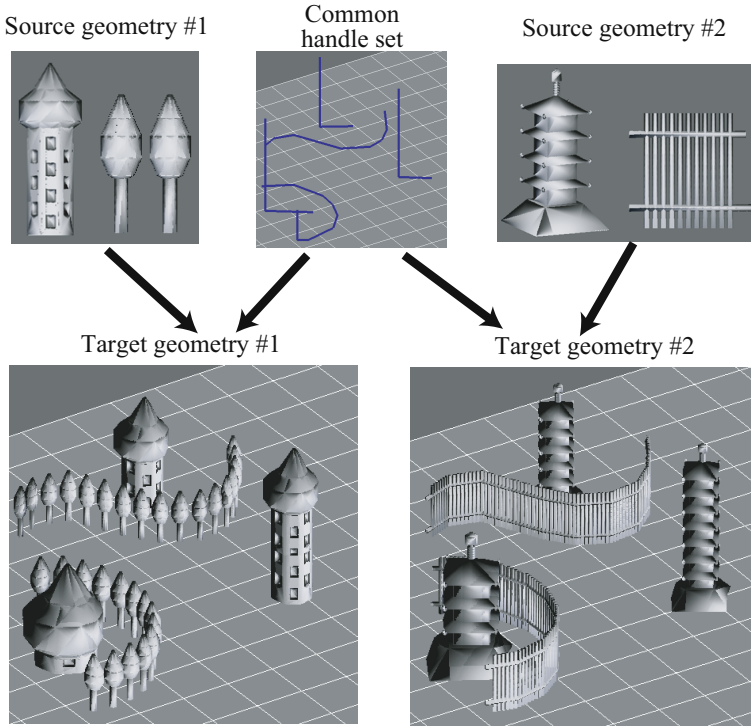 Source geometry #1
Common
handle set
Source geometry #2
Target geometry #1
Target geometry #2